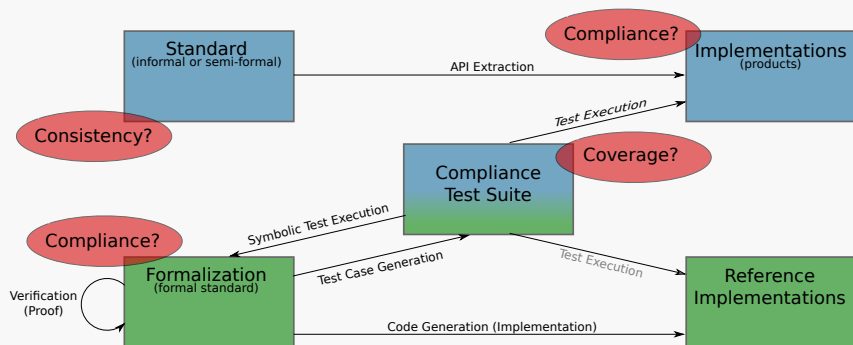 Compliance?
Standard
(informal or semi-formal)
Implementations
(products)
API Extraction
Test Execution
Consistency?
Coverage?
Compliance
Test Suite
Symbolic Test Execution
Compliance?
Test Case Generation
Test Execution
Formalization
(formal standard)
Reference
Implementations
Verification
(Proof)
Code Generation (Implementation)